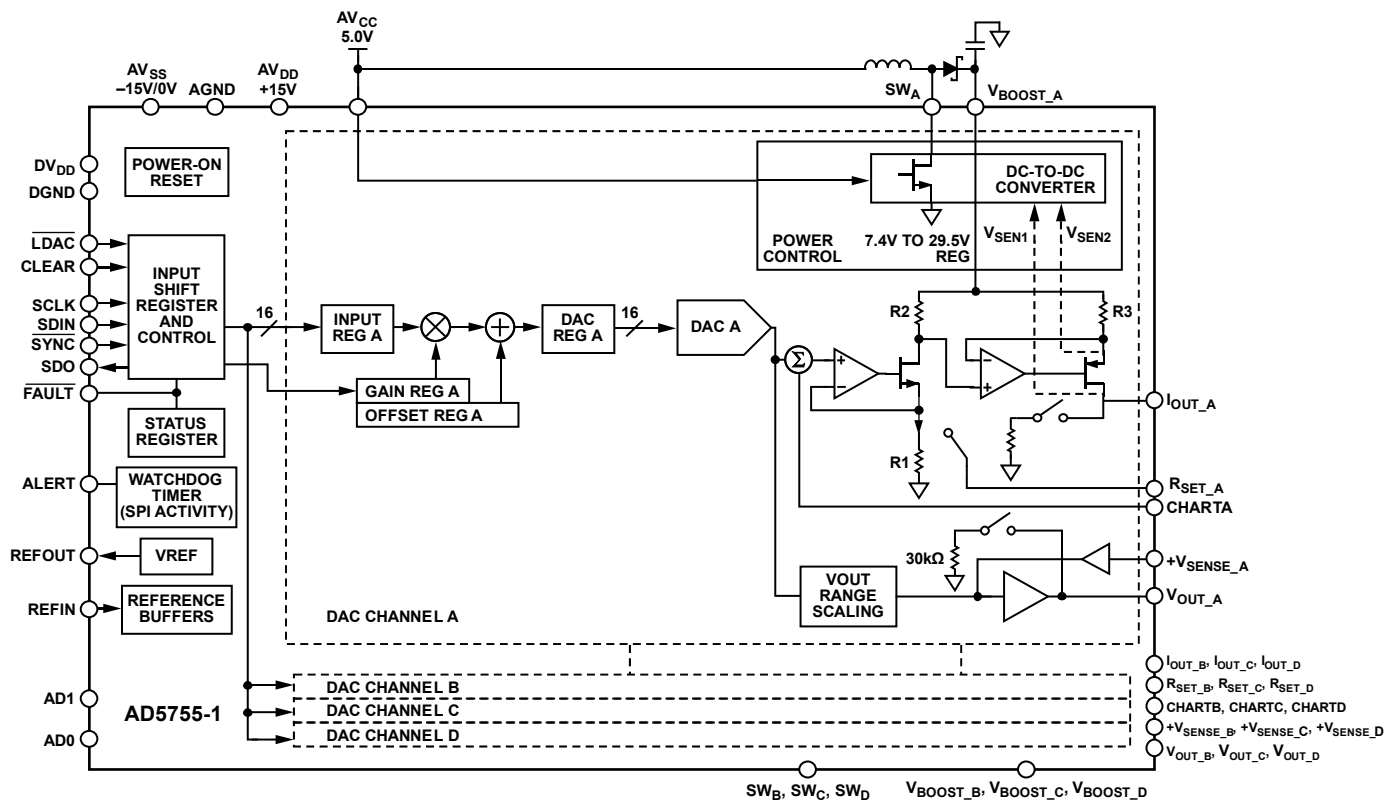 AVCC
5.0V
AVSS
–15V/0V
AGND
AVDD
+15V
SWA
VBOOST_A
DVDD
DGND
POWER-ON
RESET
LDAC
CLEAR
SCLK
SDIN
SYNC
SDO
FAULT
INPUT
SHIFT
REGISTER
AND
CONTROL
STATUS
REGISTER
ALERT
WATCHDOG
TIMER
(SPI ACTIVITY)
REFOUT
VREF
REFIN
REFERENCE
BUFFERS
AD1
AD0
AD5755-1
16
INPUT
REG A
GAIN REG A
OFFSET REG A
DAC
REG A
16
DAC A
DC-TO-DC
CONVERTER
POWER
CONTROL
7.4V TO 29.5V
REG
VSEN1
VSEN2
R2
R3
Σ
R1
IOUT_A
RSET_A
CHARTA
30kΩ
+VSENSE_A
VOUT
RANGE
SCALING
VOUT_A
DAC CHANNEL A
DAC CHANNEL B
DAC CHANNEL C
DAC CHANNEL D
IOUT_B, IOUT_C, IOUT_D
RSET_B, RSET_C, RSET_D
CHARTB, CHARTC, CHARTD
+VSENSE_B, +VSENSE_C, +VSENSE_D
VOUT_B, VOUT_C, VOUT_D
SWB, SWC, SWD
VBOOST_B, VBOOST_C, VBOOST_D